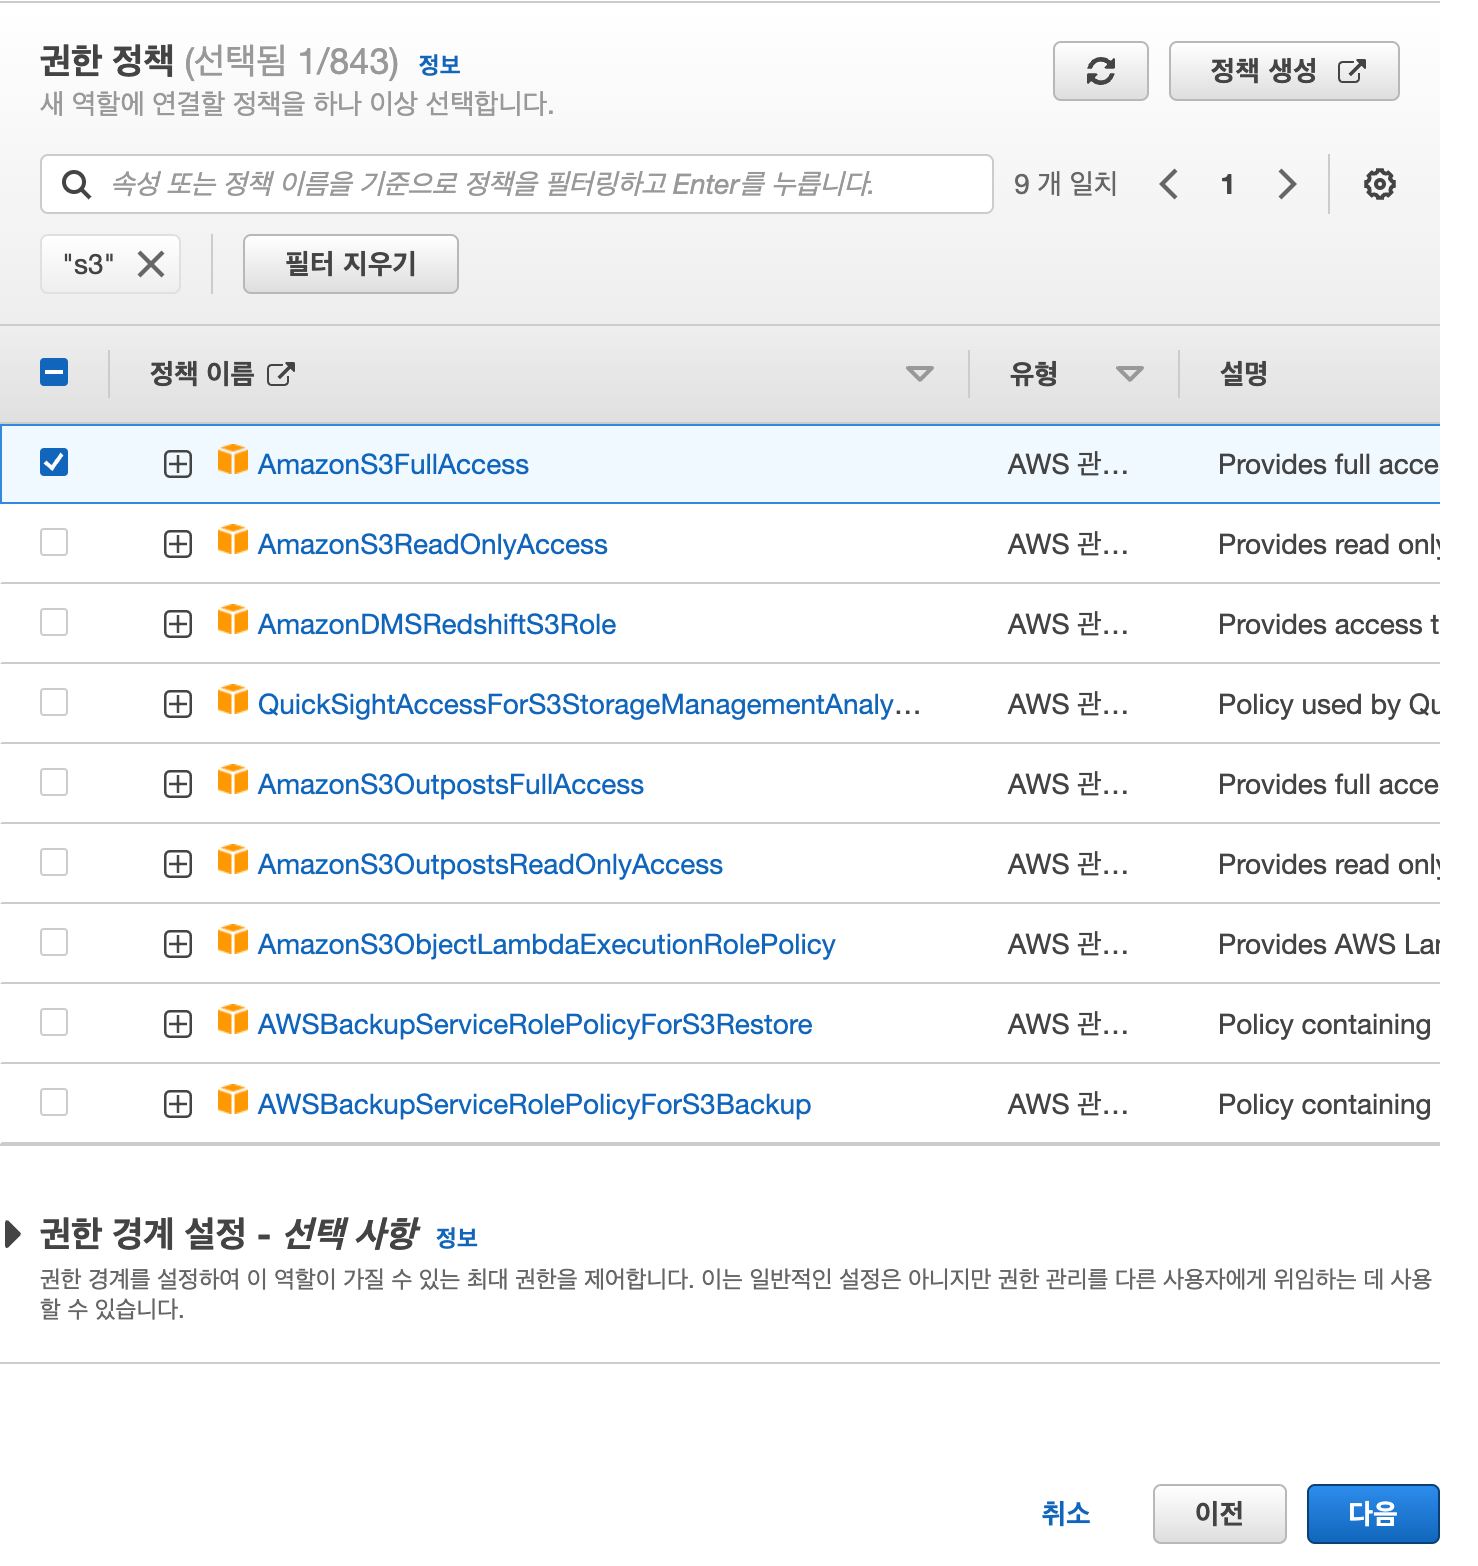 권한 정책 (선택됨 1/843) 정보
새 역할에 연결할 정책을 하나 이상 선택합니다.
정책 생성
속성 또는 정책 이름을 기준으로 정책을 필터링하고 Enter를 누릅니다.
9 개 일치
1
"s3"
필터 지우기
정책 이름 유형 설명
AmazonS3FullAccess AWS 관... Provides full acce
AmazonS3ReadOnlyAccess AWS 관... Provides read only
AmazonDMSRedshiftS3Role AWS 관... Provides access t
QuickSightAccessForS3StorageManagementAnaly... AWS 관... Policy used by Qu
AmazonS3OutpostsFullAccess AWS 관... Provides full acce
AmazonS3OutpostsReadOnlyAccess AWS 관... Provides read only
AmazonS3ObjectLambdaExecutionRolePolicy AWS 관... Provides AWS Lar
AWSBackupServiceRolePolicyForS3Restore AWS 관... Policy containing
AWSBackupServiceRolePolicyForS3Backup AWS 관... Policy containing
권한 경계 설정 - 선택 사항 정보
권한 경계를 설정하여 이 역할이 가질 수 있는 최대 권한을 제어합니다. 이는 일반적인 설정은 아니지만 권한 관리를 다른 사용자에게 위임하는 데 사용
할 수 있습니다.
취소 이전 다음